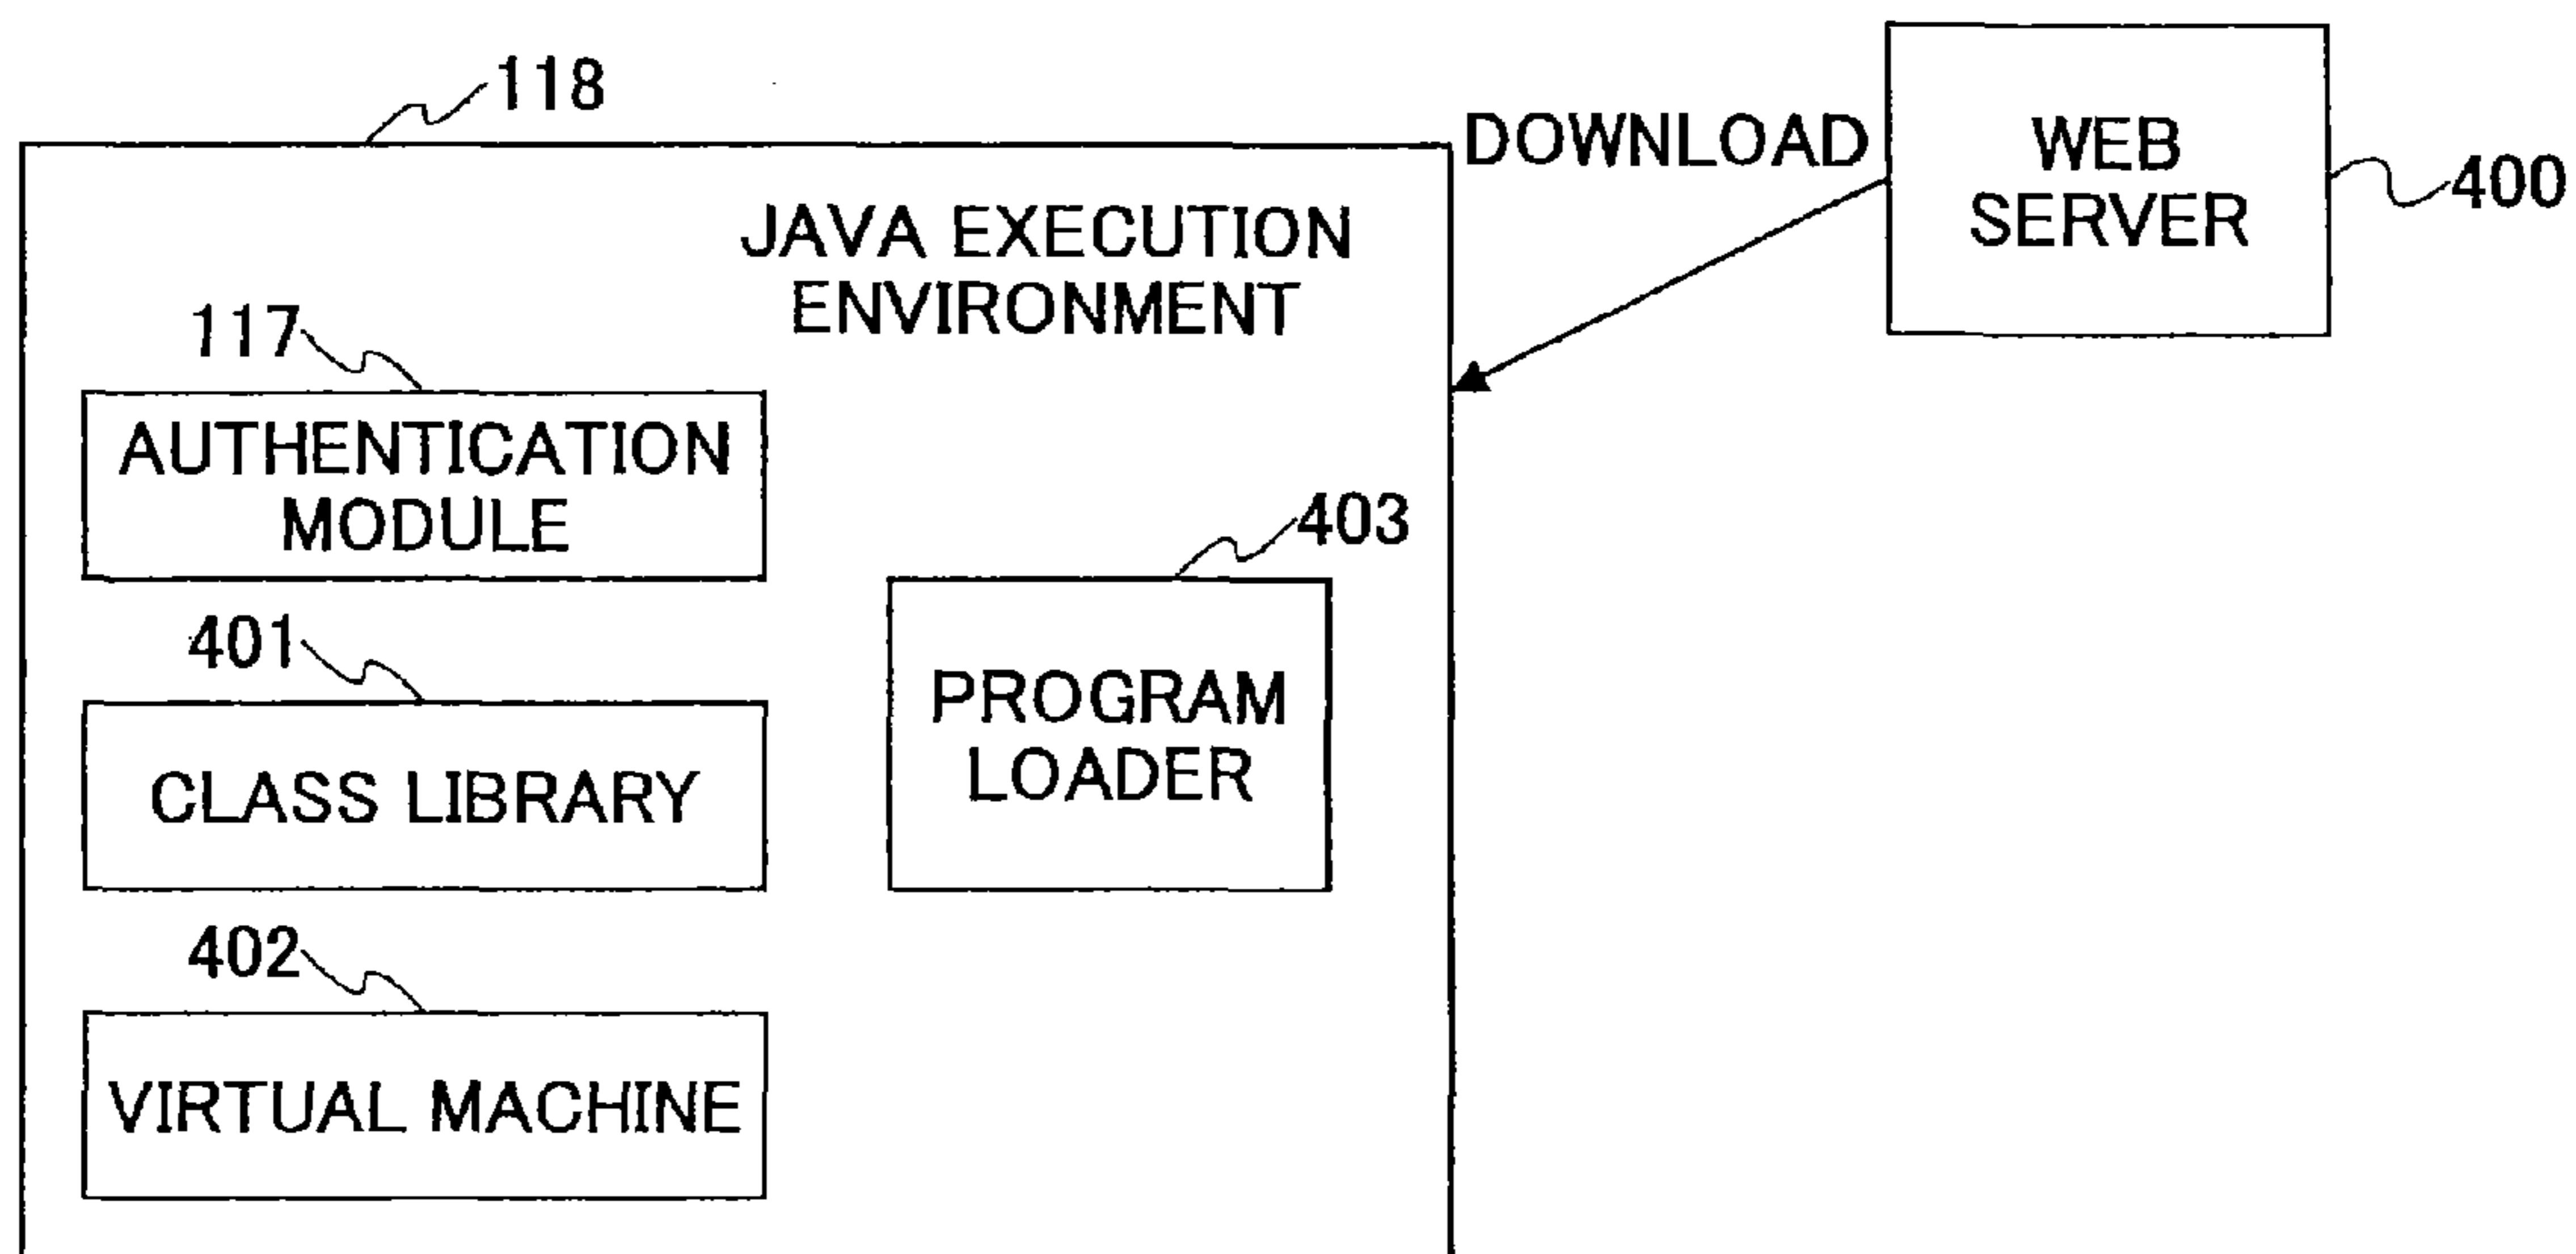 118
DOWNLOAD
WEB
SERVER
400
JAVA EXECUTION
ENVIRONMENT
117
AUTHENTICATION
MODULE
403
PROGRAM
LOADER
401
CLASS LIBRARY
402
VIRTUAL MACHINE